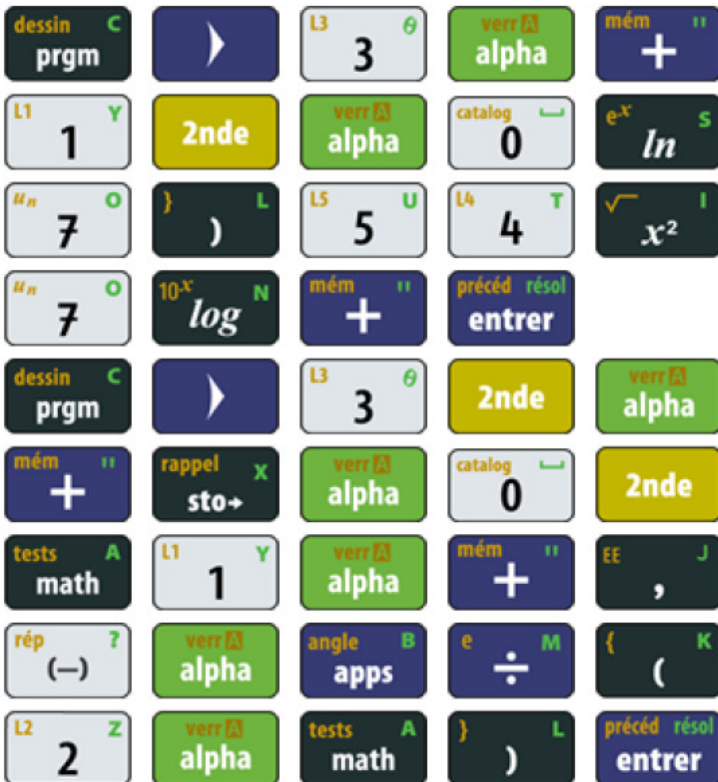 dessin C prgm
L3 θ 3
verr A alpha
mém " +
L1 Y 1
2nde
verr A alpha
catalog 0
eˣ S ln
uₙ O 7
} L )
L5 U 5
L4 T 4
√ I x²
uₙ O 7
10ˣ N log
mém " +
précéd résol entrer
dessin C prgm
L3 θ 3
2nde
verr A alpha
mém " +
rappel X sto→
verr A alpha
catalog 0
2nde
tests A math
L1 Y 1
verr A alpha
mém " +
EE J ,
rép ? (—)
verr A alpha
angle B apps
e M ÷
{ K (
L2 Z 2
verr A alpha
tests A math
} L )
précéd résol entrer